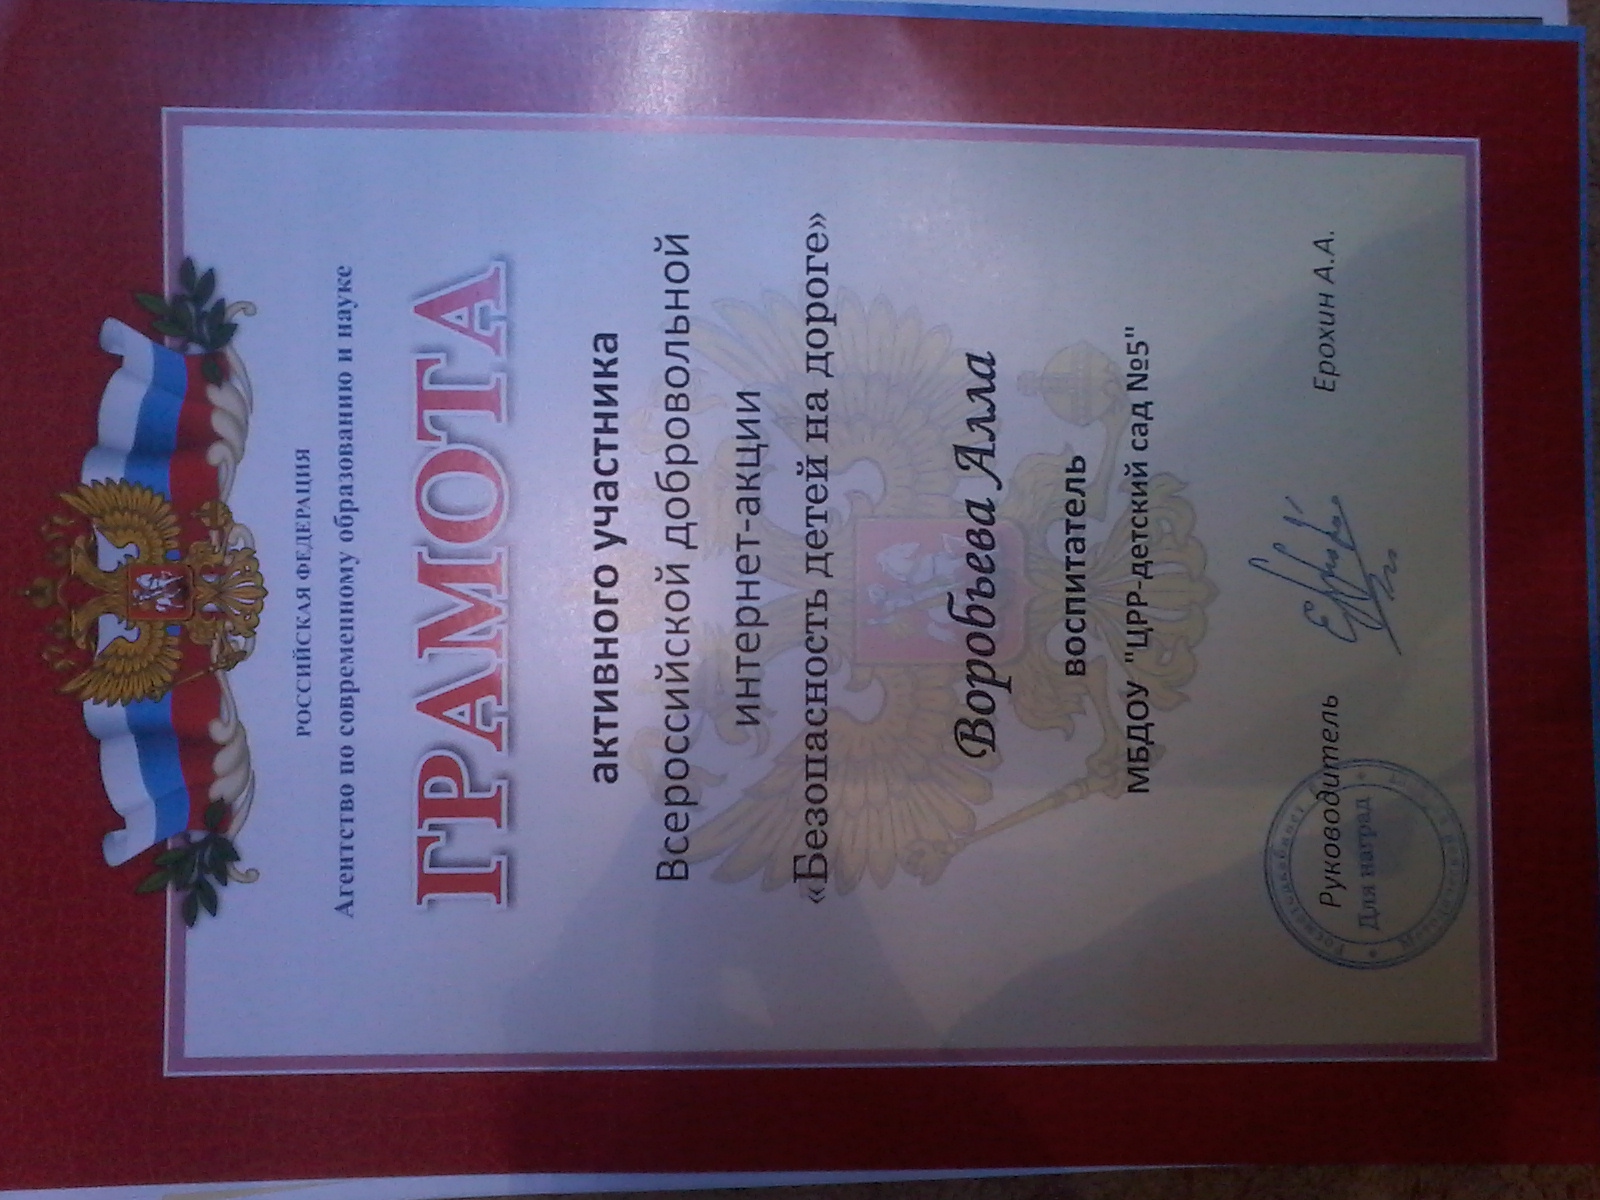 РОССИЙСКАЯ ФЕДЕРАЦИЯ
Агентство по современному образованию и науке
ГРАМОТА
активного участника
Всероссийской добровольной
интернет-акции
«Безопасность детей на дороге»
Воробьева Алла
воспитатель
МБДОУ "ЦРР-детский сад №5"
Руководитель Ерохин А.А.
Для наград